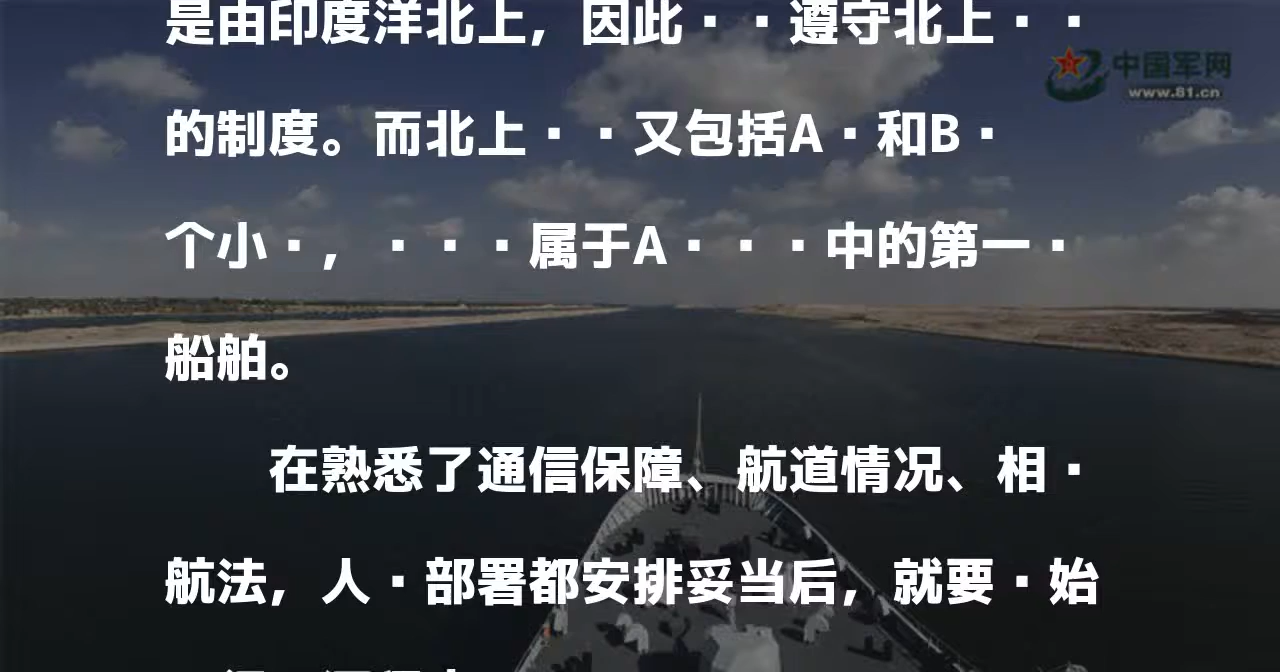 是由印度洋北上，因此··遵守北上··
中国军网
www.81.cn
的制度。而北上··又包括A·和B·
个小·，···属于A···中的第一·
船舶。
在熟悉了通信保障、航道情况、相·
航法，人·部署都安排妥当后，就要·始